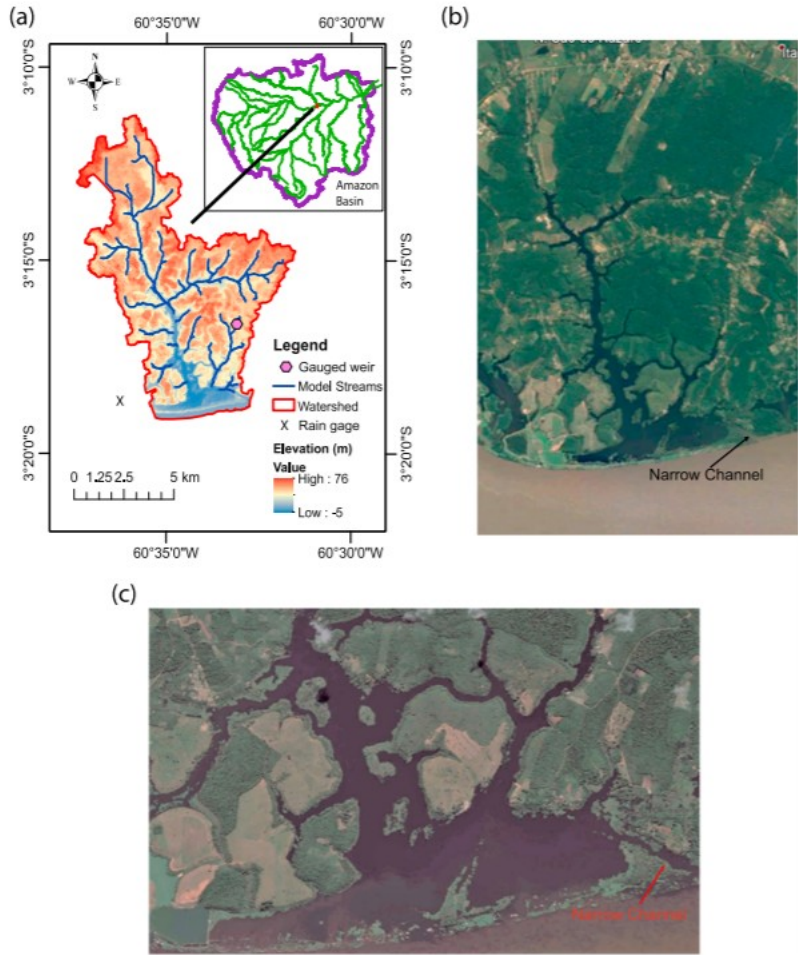 (a)
60°35'0"W
60°30'0"W
3°10'0"S
3°10'0"S
N
W
E
S
Amazon
Basin
3°15'0"S
3°15'0"S
Legend
Gauged weir
Model Streams
Watershed
X Rain gage
X
Elevation (m)
Value
High : 76
Low : -5
3°20'0"S
3°20'0"S
0 1.252.5 5 km
60°35'0"W
60°30'0"W
(b)
Ita
Narrow Channel
(c)
Narrow Channel